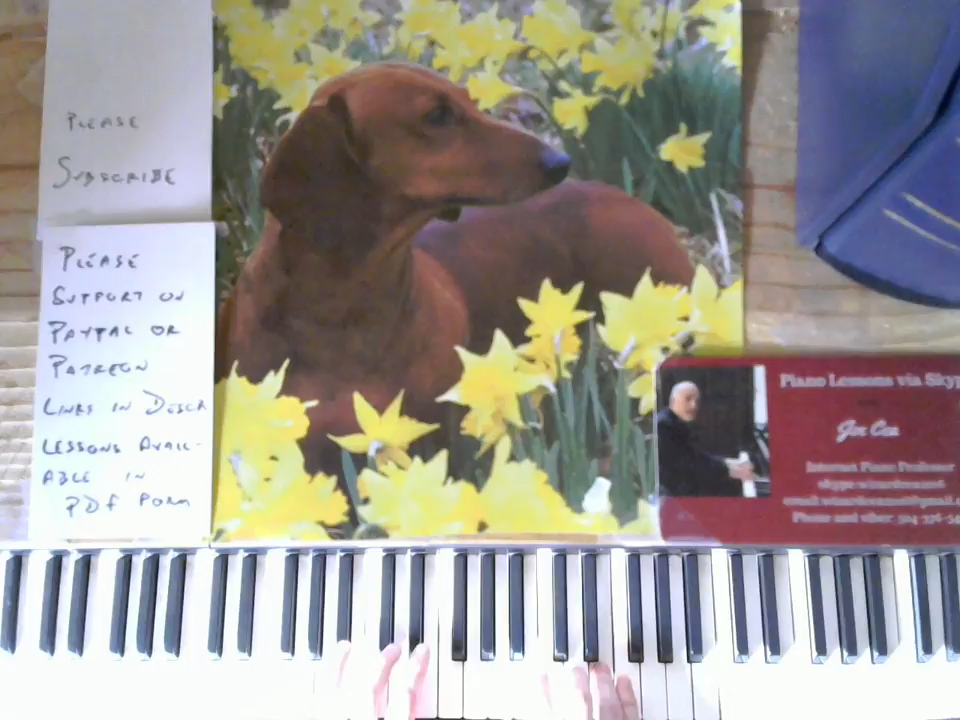 PLEASE
SUBSCRIBE
PLEASE
SUPPORT ON
PAYPAL OR
PATREON
LINKS IN DESCR
LESSONS AVAIL-
ABLE IN
PDF FORM
Piano Lessons via Skyp
Joe Cox
Internet Piano Professor